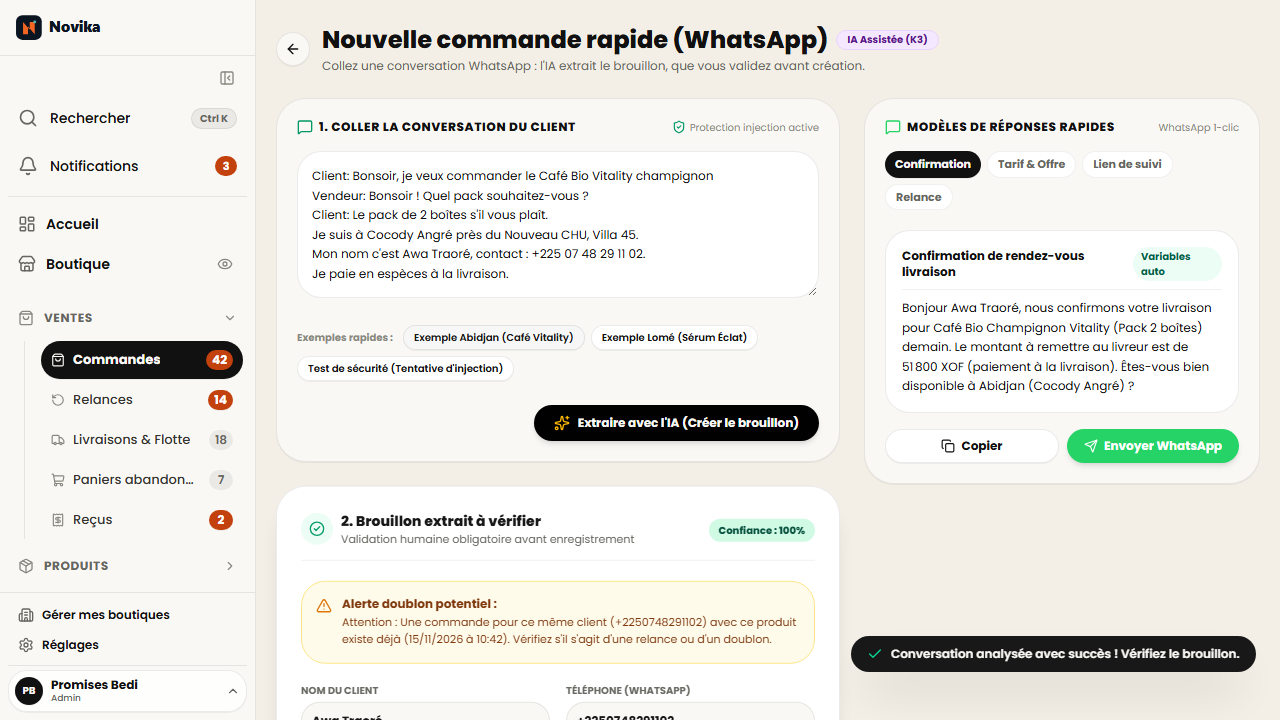 Novika
Rechercher
Ctrl K
Notifications
3
Accueil
Boutique
VENTES
Commandes
42
Relances
14
Livraisons & Flotte
18
Paniers abandon...
7
Reçus
2
PRODUITS
Gérer mes boutiques
Réglages
PB
Promises Bedi
Admin
Nouvelle commande rapide (WhatsApp)
IA Assistée (K3)
Collez une conversation WhatsApp : l'IA extrait le brouillon, que vous validez avant création.
1. COLLER LA CONVERSATION DU CLIENT
Protection injection active
Client: Bonsoir, je veux commander le Café Bio Vitality champignon
Vendeur: Bonsoir ! Quel pack souhaitez-vous ?
Client: Le pack de 2 boîtes s'il vous plaît.
Je suis à Cocody Angré près du Nouveau CHU, Villa 45.
Mon nom c'est Awa Traoré, contact : +225 07 48 29 11 02.
Je paie en espèces à la livraison.
Exemples rapides :
Exemple Abidjan (Café Vitality)
Exemple Lomé (Sérum Éclat)
Test de sécurité (Tentative d'injection)
Extraire avec l'IA (Créer le brouillon)
2. Brouillon extrait à vérifier
Validation humaine obligatoire avant enregistrement
Confiance : 100%
Alerte doublon potentiel :
Attention : Une commande pour ce même client (+2250748291102) avec ce produit
existe déjà (15/11/2026 à 10:42). Vérifiez s'il s'agit d'une relance ou d'un doublon.
NOM DU CLIENT
TÉLÉPHONE (WHATSAPP)
Awa Traoré
+2250748291102
MODÈLES DE RÉPONSES RAPIDES
WhatsApp 1-clic
Confirmation
Tarif & Offre
Lien de suivi
Relance
Confirmation de rendez-vous
livraison
Variables
auto
Bonjour Awa Traoré, nous confirmons votre livraison
pour Café Bio Champignon Vitality (Pack 2 boîtes)
demain. Le montant à remettre au livreur est de
51 800 XOF (paiement à la livraison). Êtes-vous bien
disponible à Abidjan (Cocody Angré) ?
Copier
Envoyer WhatsApp
Conversation analysée avec succès ! Vérifiez le brouillon.